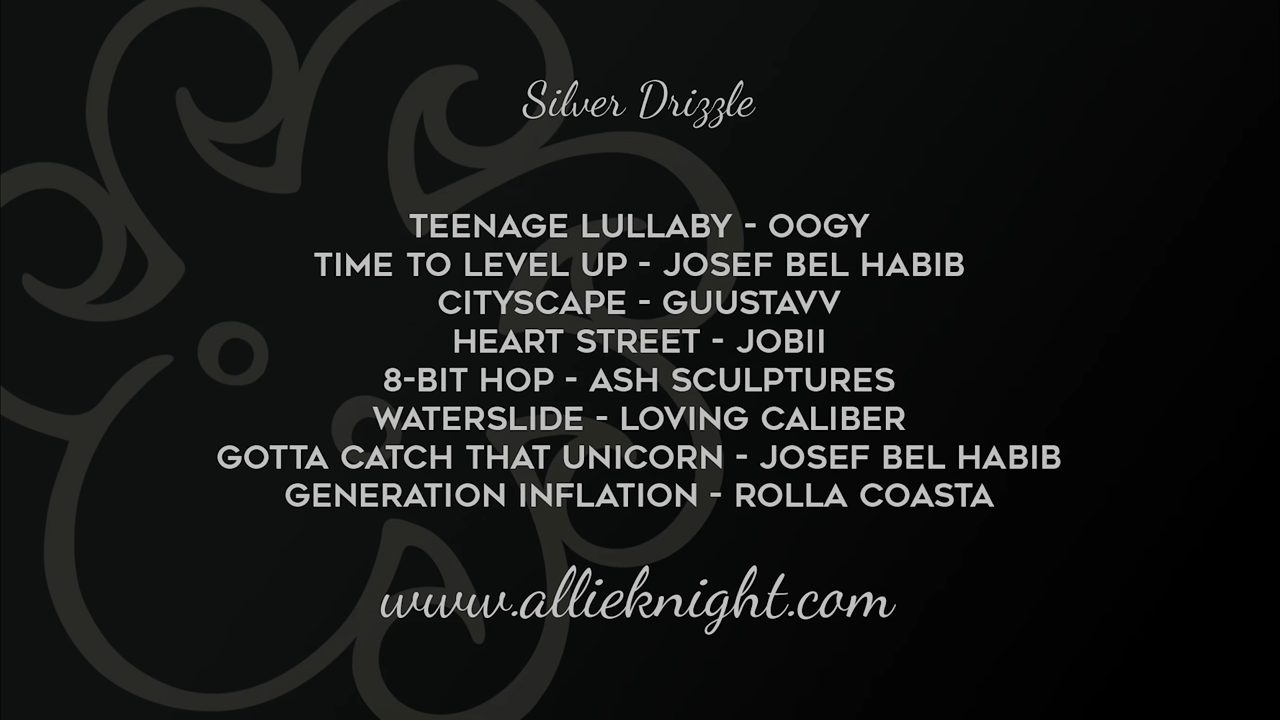 Silver Drizzle
TEENAGE LULLABY - OOGY
TIME TO LEVEL UP - JOSEF BEL HABIB
CITYSCAPE - GUUSTAVV
HEART STREET - JOBII
8-BIT HOP - ASH SCULPTURES
WATERSLIDE - LOVING CALIBER
GOTTA CATCH THAT UNICORN - JOSEF BEL HABIB
GENERATION INFLATION - ROLLA COASTA
www.allieknight.com